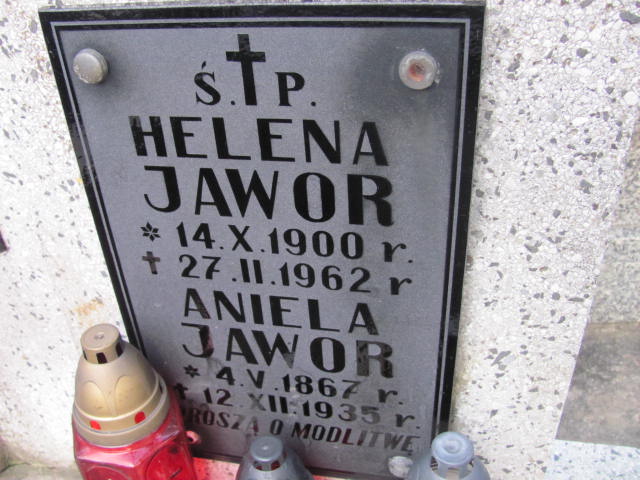 Ś. P.
HELENA
JAWOR
* 14.X.1900 r.
† 27.II.1962 r
ANIELA
JAWOR
* 4.V.1867 r.
† 12.XII.1935 r.
PROSZĄ O MODLITWĘ